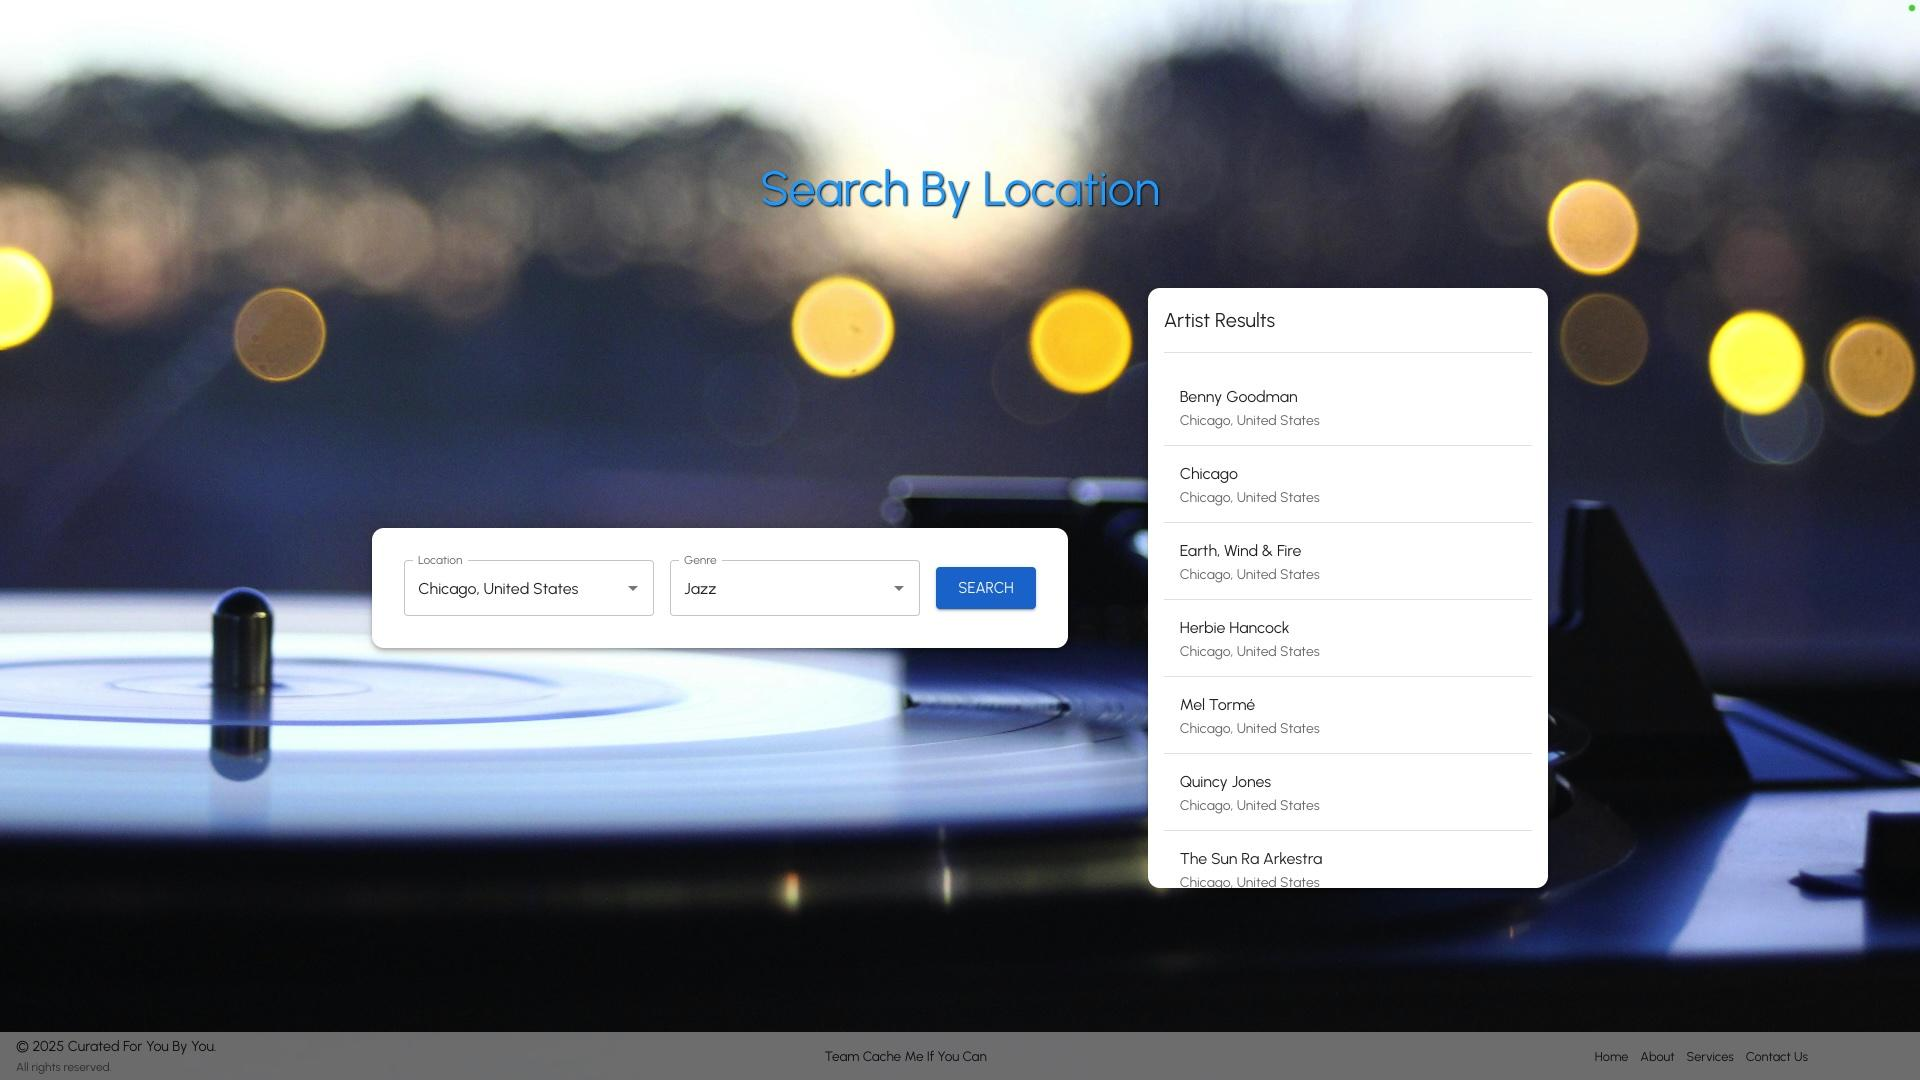 Search By Location
Location
Chicago, United States
Genre
Jazz
SEARCH
Artist Results
Benny Goodman
Chicago, United States
Chicago
Chicago, United States
Earth, Wind & Fire
Chicago, United States
Herbie Hancock
Chicago, United States
Mel Tormé
Chicago, United States
Quincy Jones
Chicago, United States
The Sun Ra Arkestra
Chicago, United States
© 2025 Curated For You By You.
All rights reserved.
Team Cache Me If You Can
Home About Services Contact Us